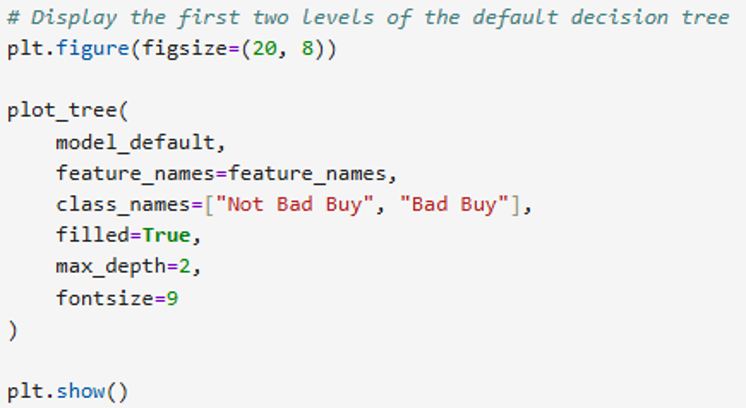 # Display the first two levels of the default decision tree
plt.figure(figsize=(20, 8))
plot_tree(
    model_default,
    feature_names=feature_names,
    class_names=["Not Bad Buy", "Bad Buy"],
    filled=True,
    max_depth=2,
    fontsize=9
)
plt.show()